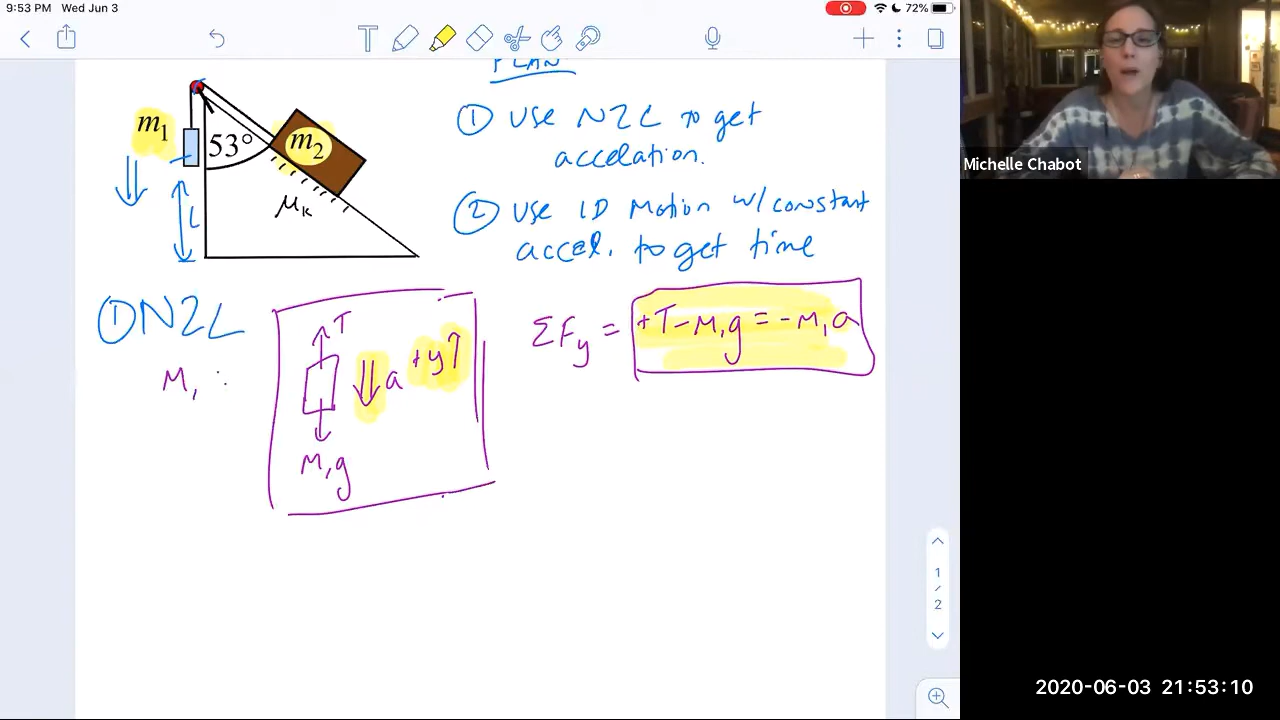 9:53 PM Wed Jun 3
72%
T
PLAN
① USE N2L to get
accelation.
② USE 1D Motion w/constant
accel. to get time
m₁
53°
m₂
μₖ
L
① N2L
M₁ :
T
a
+y
M₁g
ΣFy = +T-M₁g = -M₁a
1
/
2
Michelle Chabot
2020-06-03 21:53:10